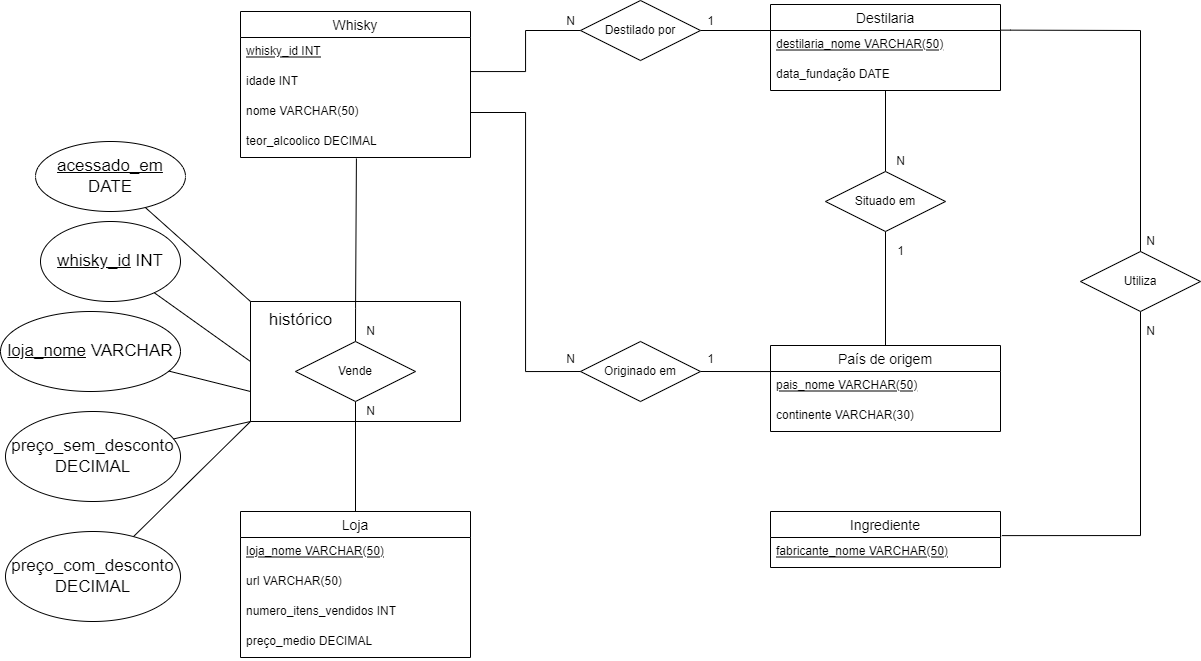 Whisky
whisky_id INT
idade INT
nome VARCHAR(50)
teor_alcoolico DECIMAL
N
Destilado por
1
Destilaria
destilaria_nome VARCHAR(50)
data_fundação DATE
acessado_em
DATE
whisky_id INT
loja_nome VARCHAR
preço_sem_desconto
DECIMAL
preço_com_desconto
DECIMAL
histórico
N
Vende
N
N
Situado em
1
N
Utiliza
N
N
Originado em
1
País de origem
pais_nome VARCHAR(50)
continente VARCHAR(30)
Loja
loja_nome VARCHAR(50)
url VARCHAR(50)
numero_itens_vendidos INT
preço_medio DECIMAL
Ingrediente
fabricante_nome VARCHAR(50)